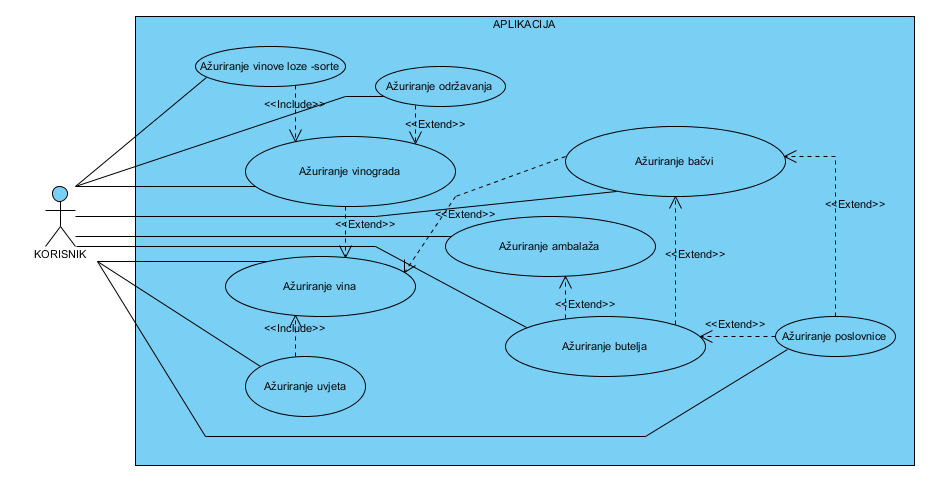 APLIKACIJA
Ažuriranje vinove loze -sorte
Ažuriranje održavanja
<<Include>>
<<Extend>>
Ažuriranje bačvi
Ažuriranje vinograda
KORISNIK
<<Extend>>
<<Extend>>
<<Extend>>
Ažuriranje ambalaža
<<Extend>>
Ažuriranje vina
<<Extend>>
<<Include>>
<<Extend>>
Ažuriranje butelja
Ažuriranje poslovnice
Ažuriranje uvjeta